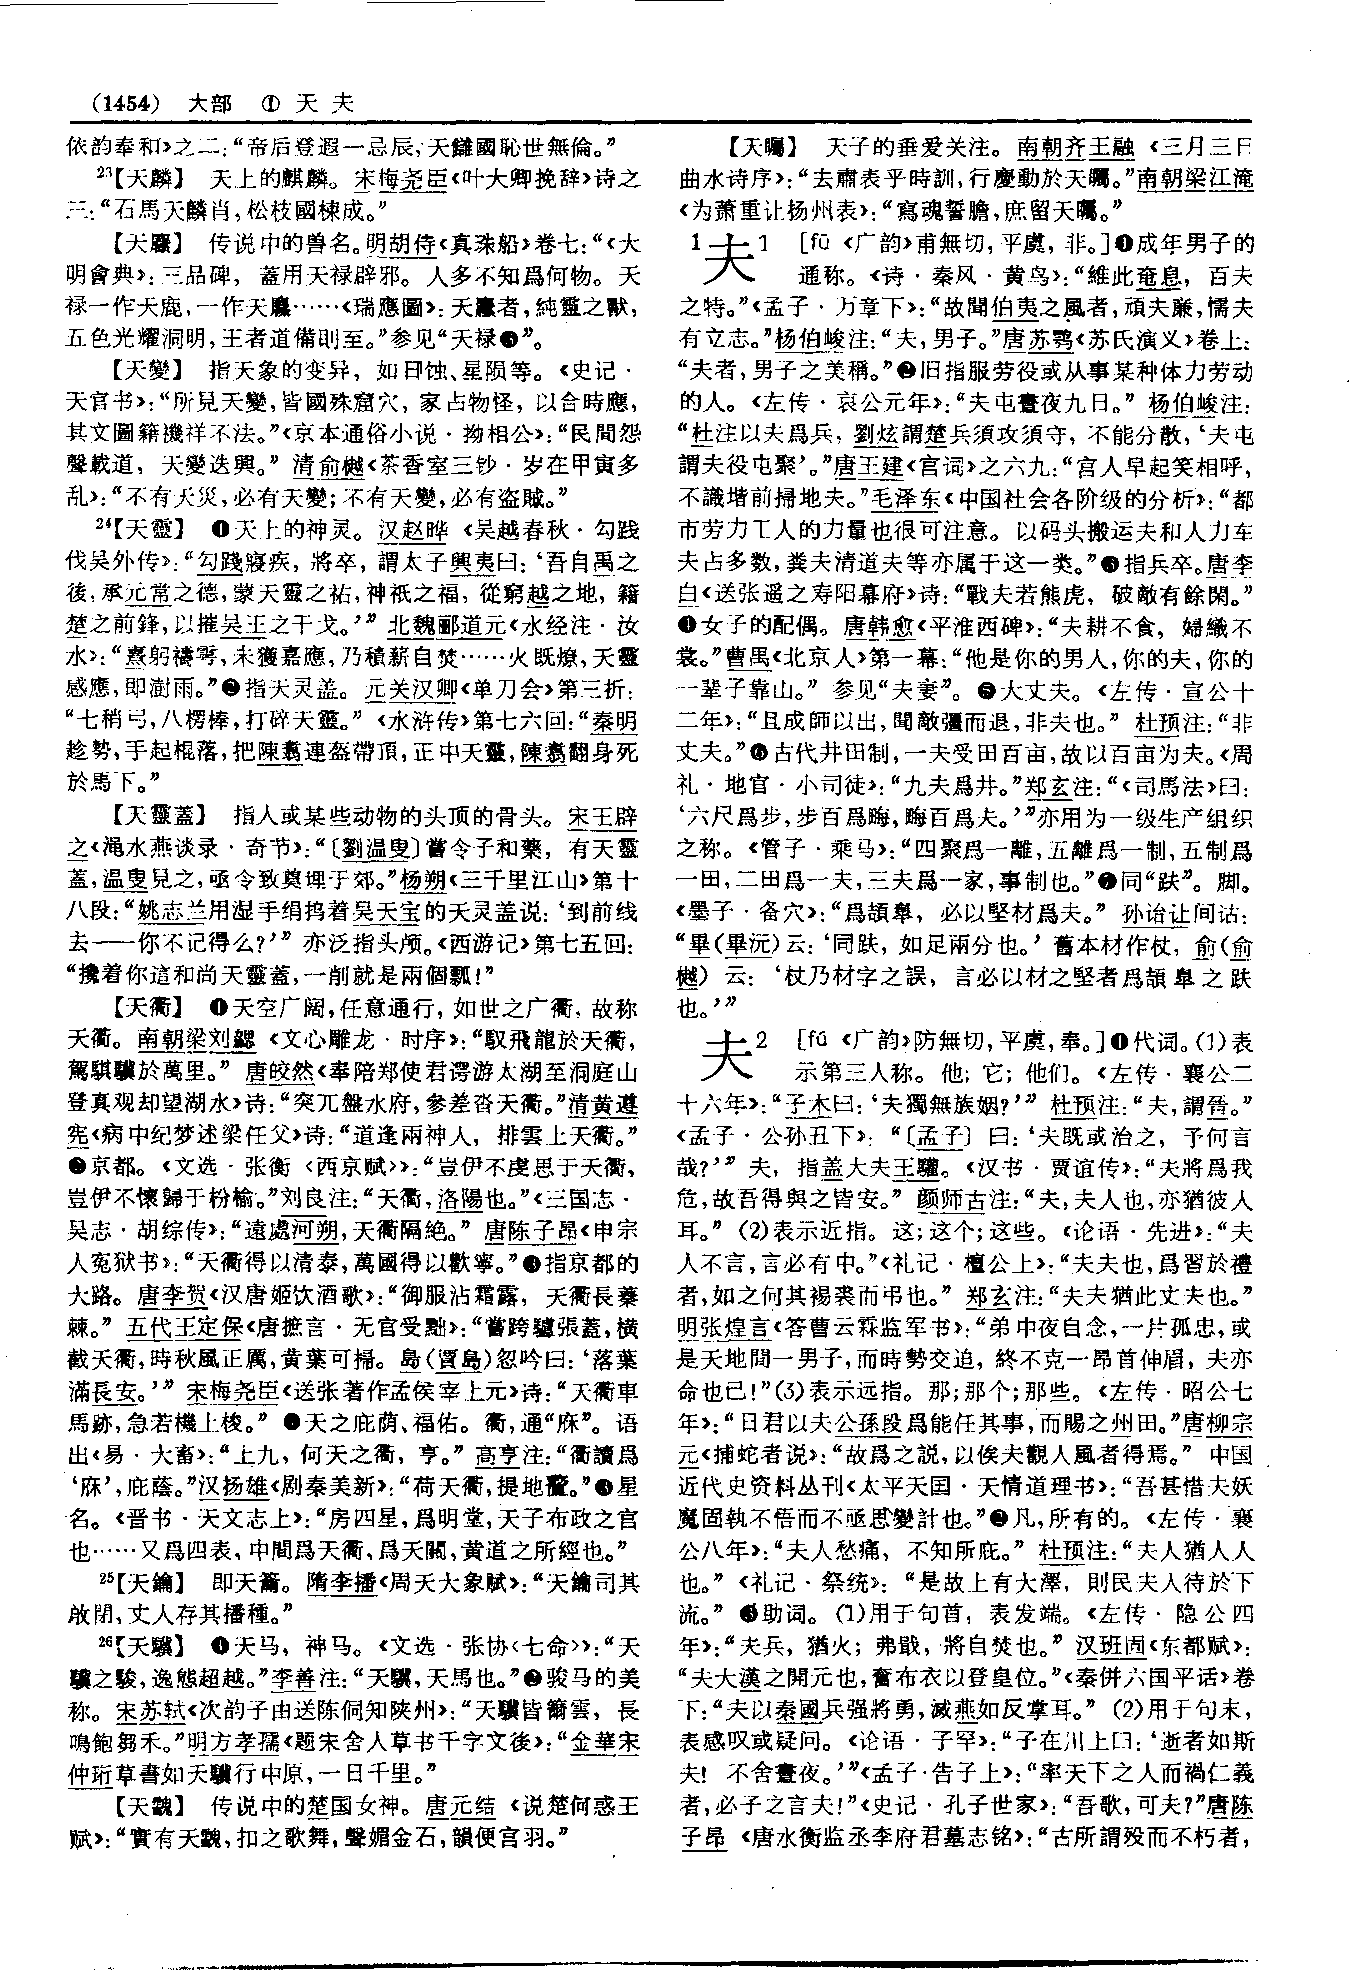 (1454) 大部 ① 天 夫
依韵奉和》之二:“帝后登遐一忌辰,天讎國恥世無倫。”
23【天麟】 天上的麒麟。宋梅尧臣《叶大卿挽辞》诗之
三:“石馬天麟肖,松枝國棟成。”
【天䴥】 传说中的兽名。明胡侍《真珠船》卷七:“《大
明會典》:三品碑, 蓋用天禄辟邪。人多不知爲何物。天
禄一作天鹿,一作天……《瑞應圖》:天者,純靈之獸,
五色光耀洞明,王者道備則至。”参见“天禄❸”。
【天變】 指天象的变异, 如日蚀、星陨等。《史记·
天官书》:“所見天變,皆國殊窟穴, 家占物怪, 以合時應,
其文圖籍禨祥不法。”《京本通俗小说·拗相公》:“民間怨
聲載道, 天變迭興。” 清俞樾《茶香室三钞·岁在甲寅多
乱》:“不有天災,必有天變;不有天變,必有盗賊。”
24【天靈】 ❶天上的神灵。汉赵晔《吴越春秋·勾践
伐吴外传》:“勾踐寢疾, 將卒, 謂太子興夷曰:‘吾自禹之
後,承元常之德,蒙天靈之祐,神祇之福, 從窮越之地, 籍
楚之前鋒,以摧吴王之干戈。’” 北魏郦道元《水经注·汝
水》:“熹躬禱雩,未獲嘉應,乃積薪自焚……火既燎,天靈
感應,即澍雨。”❷指天灵盖。元关汉卿《单刀会》第三折:
“七稍弓,八楞棒,打碎天靈。” 《水浒传》第七六回:“秦明
趁勢,手起棍落,把陳翥連盔帶頂,正中天靈,陳翥翻身死
於馬下。”
【天靈蓋】 指人或某些动物的头顶的骨头。宋王辟
之《渑水燕谈录·奇节》:“〔劉温叟〕嘗令子和藥, 有天靈
蓋,温叟見之,亟令致奠埋于郊。”杨朔《三千里江山》第十
八段:“姚志兰用湿手绢捂着吴天宝的天灵盖说:‘到前线
去——你不记得么?’” 亦泛指头颅。《西游记》第七五回:
“攙着你這和尚天靈蓋,一削就是兩個瓢!”
【天衢】 ❶天空广阔,任意通行, 如世之广衢, 故称
天衢。南朝梁刘勰《文心雕龙·时序》:“馭飛龍於天衢,
駕騏驥於萬里。” 唐皎然《奉陪郑使君谔游太湖至洞庭山
登真观却望湖水》诗:“突兀盤水府,參差沓天衢。”清黄遵
宪《病中纪梦述梁任父》诗:“道逢兩神人, 排雲上天衢。”
❷京都。《文选·张衡〈西京赋〉》:“豈伊不虔思于天衢,
豈伊不懷歸于枌榆。”刘良注:“天衢,洛陽也。”《三国志·
吴志·胡综传》:“遠處河朔,天衢隔絶。” 唐陈子昂《申宗
人冤狱书》:“天衢得以清泰,萬國得以歡寧。”❸指京都的
大路。唐李贺《汉唐姬饮酒歌》:“御服沾霜露, 天衢長蓁
棘。” 五代王定保《唐摭言·无官受黜》:“嘗跨驢張蓋,横
截天衢,時秋風正厲,黄葉可掃。島(賈島)忽吟曰:‘落葉
滿長安。’” 宋梅尧臣《送张著作孟侯宰上元》诗:“天衢車
馬跡,急若機上梭。” ❹天之庇荫、福佑。衢,通“庥”。语
出《易·大畜》:“上九, 何天之衢, 亨。” 高亨注:“衢讀爲
‘庥’,庇蔭。”汉扬雄《剧秦美新》:“荷天衢,提地釐。”❺星
名。《晋书·天文志上》:“房四星,爲明堂,天子布政之官
也……又爲四表,中間爲天衢,爲天關,黄道之所經也。”
25【天鑰】 即天籥。隋李播《周天大象赋》:“天鑰司其
啟閉,丈人存其播種。”
26【天驥】 ❶天马, 神马。《文选·张协〈七命〉》:“天
驥之駿,逸態超越。”李善注:“天驥,天馬也。”❷骏马的美
称。宋苏轼《次韵子由送陈侗知陕州》:“天驥皆籋雲, 長
鳴飽芻禾。”明方孝孺《题宋舍人草书千字文後》:“金華宋
仲珩草書如天驥行中原,一日千里。”
【天䰱】 传说中的楚国女神。唐元结《说楚何惑王
赋》:“實有天䰱,扣之歌舞,聲媚金石,韻便宫羽。”
【天矚】 天子的垂爱关注。南朝齐王融《三月三日
曲水诗序》:“去肅表乎時訓,行慶動於天矚。”南朝梁江淹
《为萧重让扬州表》:“寫魂誓膽,庶留天矚。”
1夫1 [fū 《广韵》甫無切,平虞,非。]❶成年男子的
通称。《诗·秦风·黄鸟》:“維此奄息, 百夫
之特。”《孟子·万章下》:“故聞伯夷之風者,頑夫廉,懦夫
有立志。”杨伯峻注:“夫,男子。”唐苏鹗《苏氏演义》卷上:
“夫者,男子之美稱。”❷旧指服劳役或从事某种体力劳动
的人。《左传·哀公元年》:“夫屯晝夜九日。” 杨伯峻注:
“杜注以夫爲兵, 劉炫謂楚兵須攻須守, 不能分散,‘夫屯
謂夫役屯聚’。”唐王建《宫词》之六九:“宫人早起笑相呼,
不識堦前掃地夫。”毛泽东《中国社会各阶级的分析》:“都
市劳力工人的力量也很可注意。以码头搬运夫和人力车
夫占多数,粪夫清道夫等亦属于这一类。”❸指兵卒。唐李
白《送张遥之寿阳幕府》诗:“戰夫若熊虎, 破敵有餘閑。”
❹女子的配偶。唐韩愈《平淮西碑》:“夫耕不食, 婦織不
裳。”曹禺《北京人》第一幕:“他是你的男人,你的夫,你的
一辈子靠山。” 参见“夫妻”。❺大丈夫。《左传·宣公十
二年》:“且成師以出,聞敵彊而退,非夫也。” 杜预注:“非
丈夫。”❻古代井田制,一夫受田百亩,故以百亩为夫。《周
礼·地官·小司徒》:“九夫爲井。”郑玄注:“《司馬法》曰:
‘六尺爲步,步百爲晦,晦百爲夫。’”亦用为一级生产组织
之称。《管子·乘马》:“四聚爲一離,五離爲一制,五制爲
一田,二田爲一夫,三夫爲一家,事制也。”❼同“趺”。脚。
《墨子·备穴》:“爲頡臯, 必以堅材爲夫。” 孙诒让间诂:
“畢(畢沅)云:‘同趺, 如足兩分也。’ 舊本材作杖, 俞(俞
樾) 云: ‘杖乃材字之誤, 言必以材之堅者爲頡臯之趺
也。’”
夫2 [fú 《广韵》防無切,平虞,奉。]❶代词。(1)表
示第三人称。他; 它; 他们。《左传·襄公二
十六年》:“子木曰:‘夫獨無族姻?’” 杜预注:“夫,謂晉。”
《孟子·公孙丑下》: “〔孟子〕曰:‘夫既或治之, 予何言
哉?’” 夫, 指盖大夫王驩。《汉书·贾谊传》:“夫將爲我
危,故吾得與之皆安。” 颜师古注:“夫,夫人也,亦猶彼人
耳。” (2)表示近指。这;这个;这些。《论语·先进》:“夫
人不言,言必有中。”《礼记·檀公上》:“夫夫也,爲習於禮
者,如之何其裼裘而弔也。” 郑玄注:“夫夫猶此丈夫也。”
明张煌言《答曹云霖监军书》:“弟中夜自念,一片孤忠,或
是天地間一男子,而時勢交迫, 終不克一昂首伸眉, 夫亦
命也已!”(3)表示远指。那;那个;那些。《左传·昭公七
年》:“日君以夫公孫段爲能任其事,而賜之州田。”唐柳宗
元《捕蛇者说》:“故爲之説,以俟夫觀人風者得焉。” 中国
近代史资料丛刊《太平天国·天情道理书》:“吾甚惜夫妖
魔固執不悟而不亟思變計也。”❷凡,所有的。《左传·襄
公八年》:“夫人愁痛, 不知所庇。” 杜预注:“夫人猶人人
也。” 《礼记·祭统》: “是故上有大澤, 則民夫人待於下
流。” ❸助词。(1)用于句首, 表发端。《左传·隐公四
年》:“夫兵, 猶火; 弗戢, 將自焚也。” 汉班固《东都赋》:
“夫大漢之開元也,奮布衣以登皇位。”《秦併六国平话》卷
下:“夫以秦國兵强將勇,滅燕如反掌耳。” (2)用于句末,
表感叹或疑问。《论语·子罕》:“子在川上曰:‘逝者如斯
夫! 不舍晝夜。’”《孟子·告子上》:“率天下之人而禍仁義
者,必子之言夫!”《史记·孔子世家》:“吾歌,可夫?”唐陈
子昂《唐水衡监丞李府君墓志铭》:“古所謂殁而不朽者,